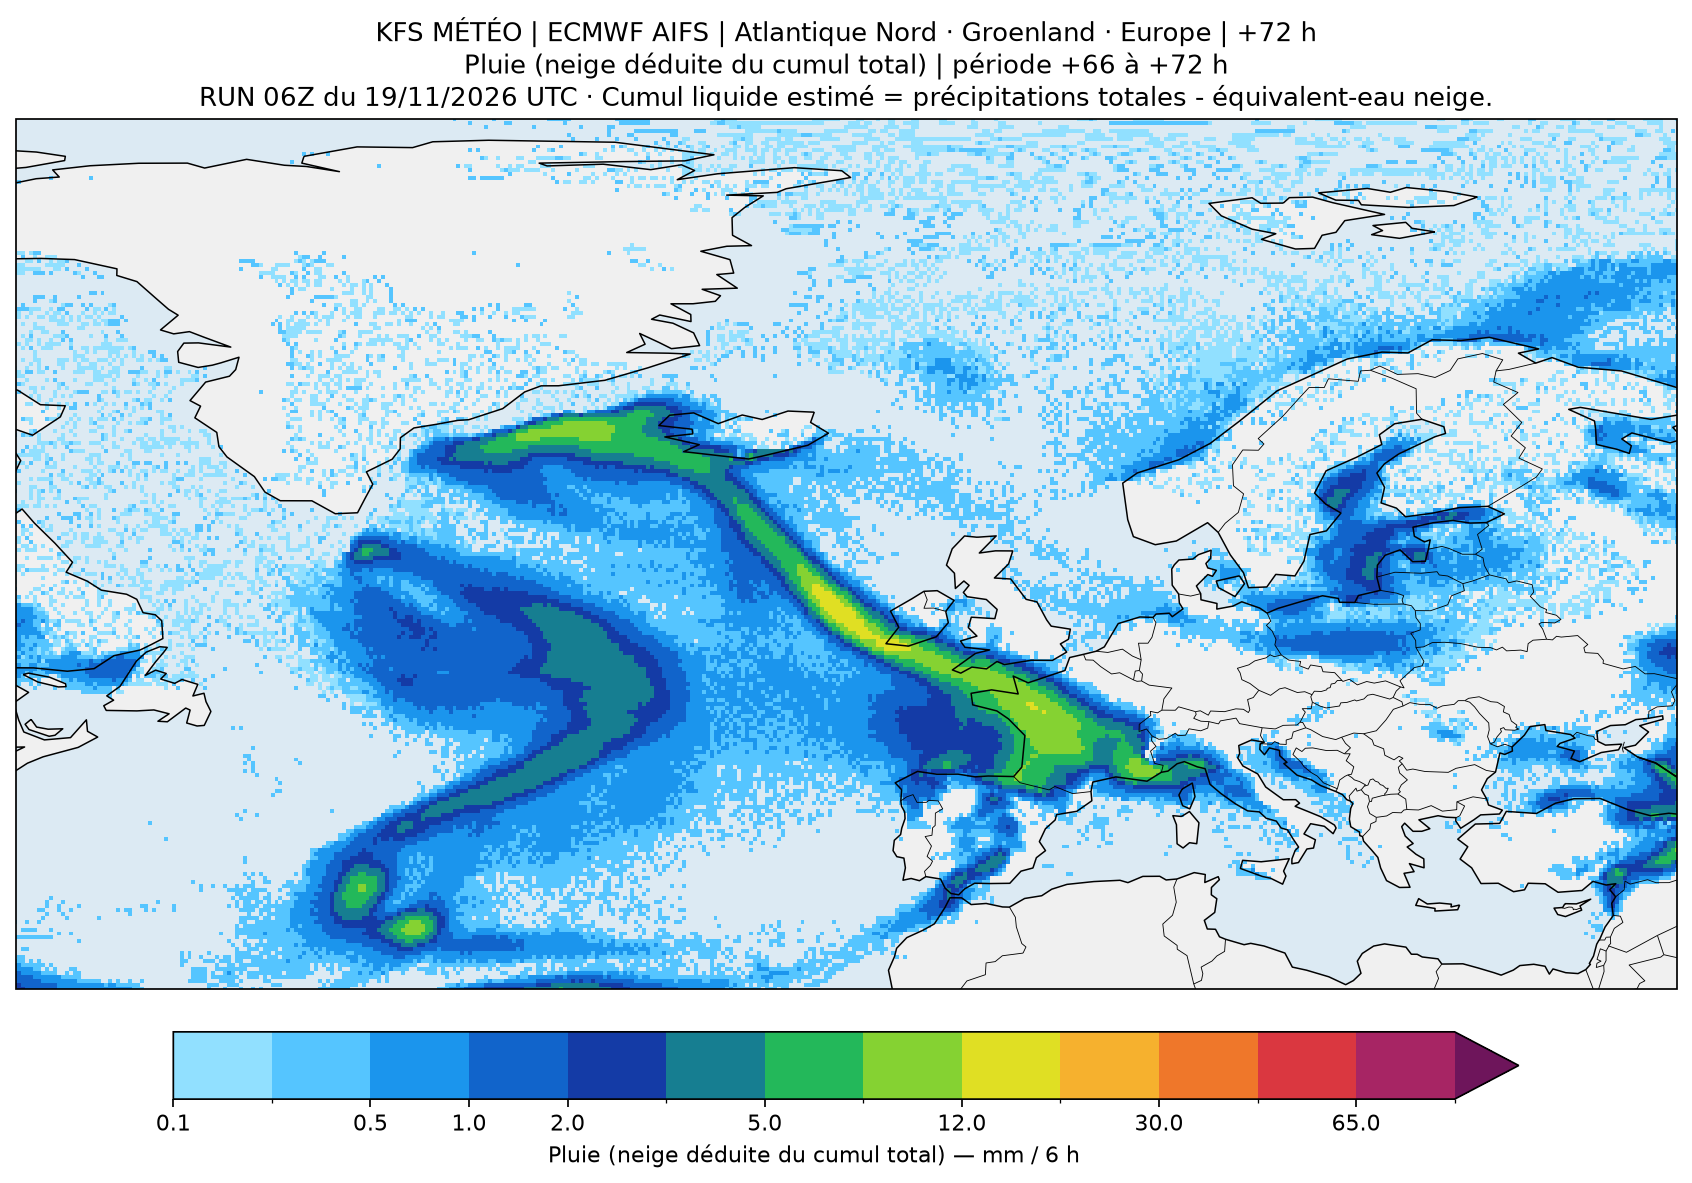 KFS MÉTÉO | ECMWF AIFS | Atlantique Nord · Groenland · Europe | +72 h
Pluie (neige déduite du cumul total) | période +66 à +72 h
RUN 06Z du 19/11/2026 UTC · Cumul liquide estimé = précipitations totales - équivalent-eau neige.
0.1 0.5 1.0 2.0 5.0 12.0 30.0 65.0
Pluie (neige déduite du cumul total) — mm / 6 h